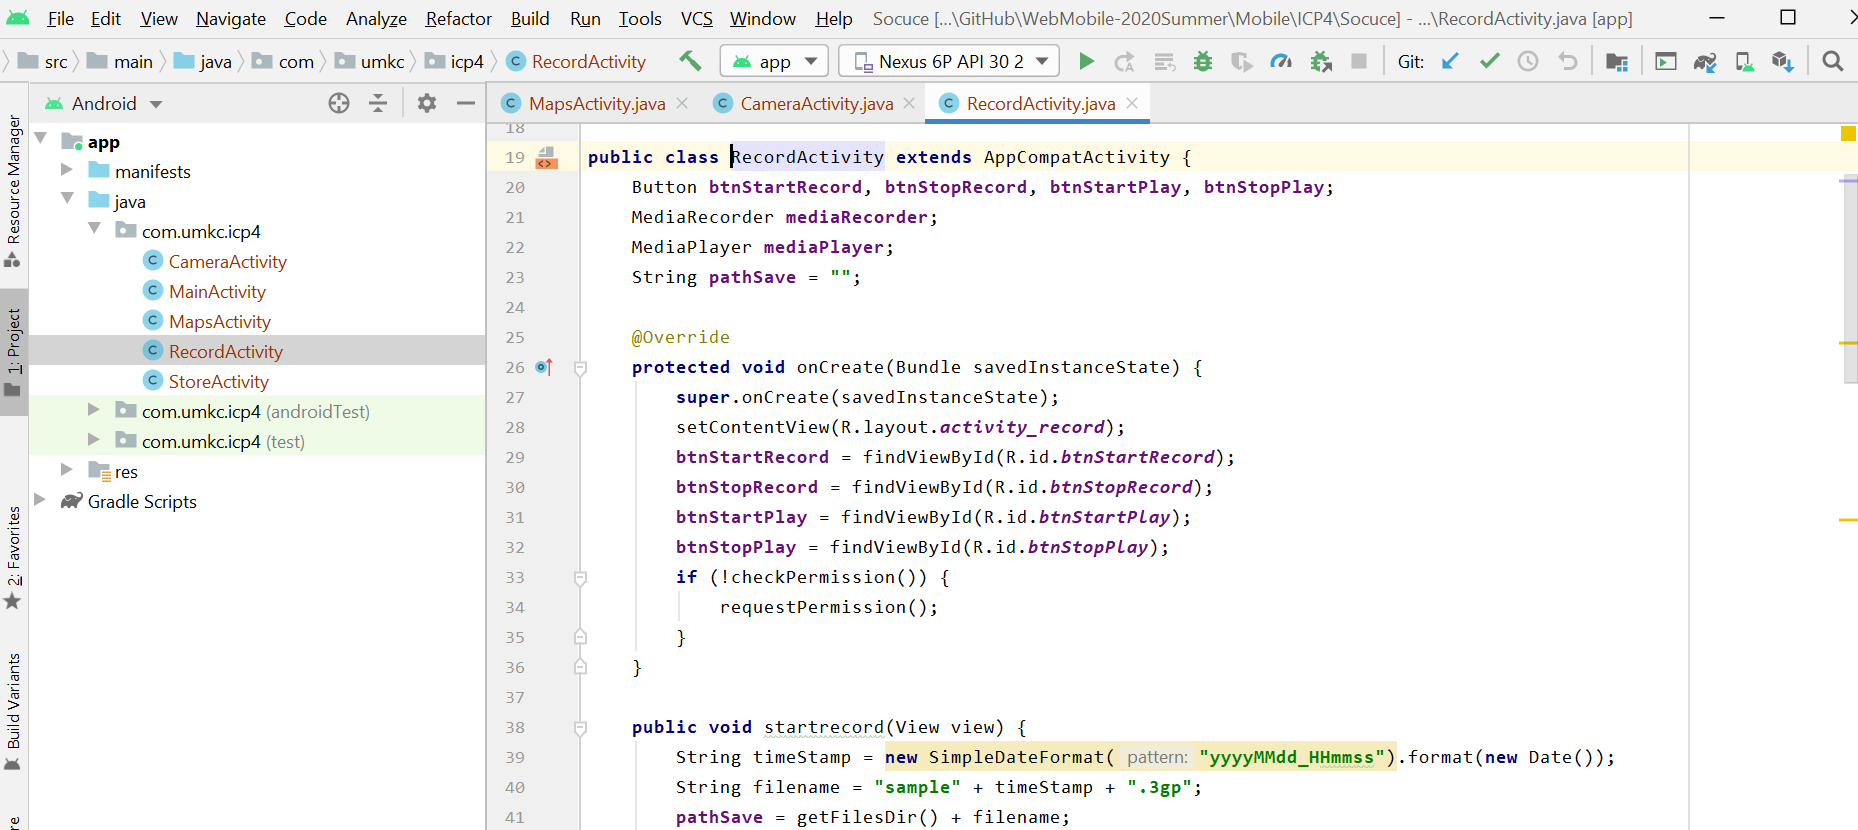 File Edit View Navigate Code Analyze Refactor Build Run Tools VCS Window Help Socuce [...\GitHub\WebMobile-2020Summer\Mobile\ICP4\Socuce] - ...\RecordActivity.java [app]
src main java com umkc icp4 RecordActivity app Nexus 6P API 30 2 Git:
Android
MapsActivity.java CameraActivity.java RecordActivity.java
Resource Manager
1: Project
2: Favorites
Build Variants
app
manifests
java
com.umkc.icp4
CameraActivity
MainActivity
MapsActivity
RecordActivity
StoreActivity
com.umkc.icp4 (androidTest)
com.umkc.icp4 (test)
res
Gradle Scripts
18
19 public class RecordActivity extends AppCompatActivity {
20 Button btnStartRecord, btnStopRecord, btnStartPlay, btnStopPlay;
21 MediaRecorder mediaRecorder;
22 MediaPlayer mediaPlayer;
23 String pathSave = "";
24
25 @Override
26 protected void onCreate(Bundle savedInstanceState) {
27 super.onCreate(savedInstanceState);
28 setContentView(R.layout.activity_record);
29 btnStartRecord = findViewById(R.id.btnStartRecord);
30 btnStopRecord = findViewById(R.id.btnStopRecord);
31 btnStartPlay = findViewById(R.id.btnStartPlay);
32 btnStopPlay = findViewById(R.id.btnStopPlay);
33 if (!checkPermission()) {
34 requestPermission();
35 }
36 }
37
38 public void startrecord(View view) {
39 String timeStamp = new SimpleDateFormat( pattern: "yyyyMMdd_HHmmss").format(new Date());
40 String filename = "sample" + timeStamp + ".3gp";
41 pathSave = getFilesDir() + filename;